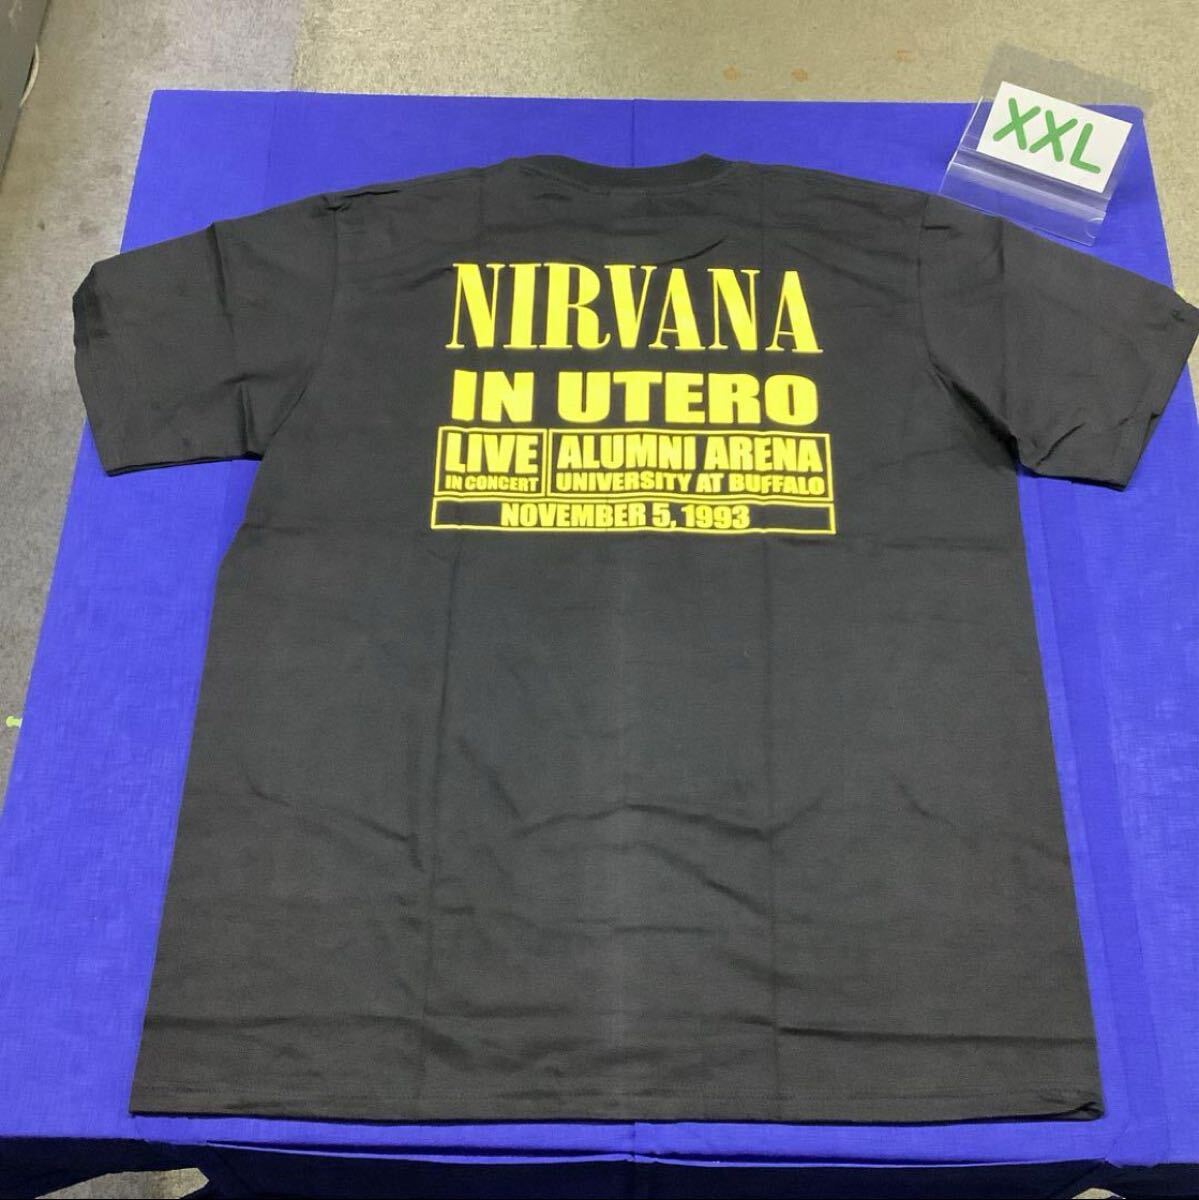 XXL
NIRVANA
IN UTERO
LIVE
IN CONCERT
ALUMNI ARENA
UNIVERSITY AT BUFFALO
NOVEMBER 5, 1993